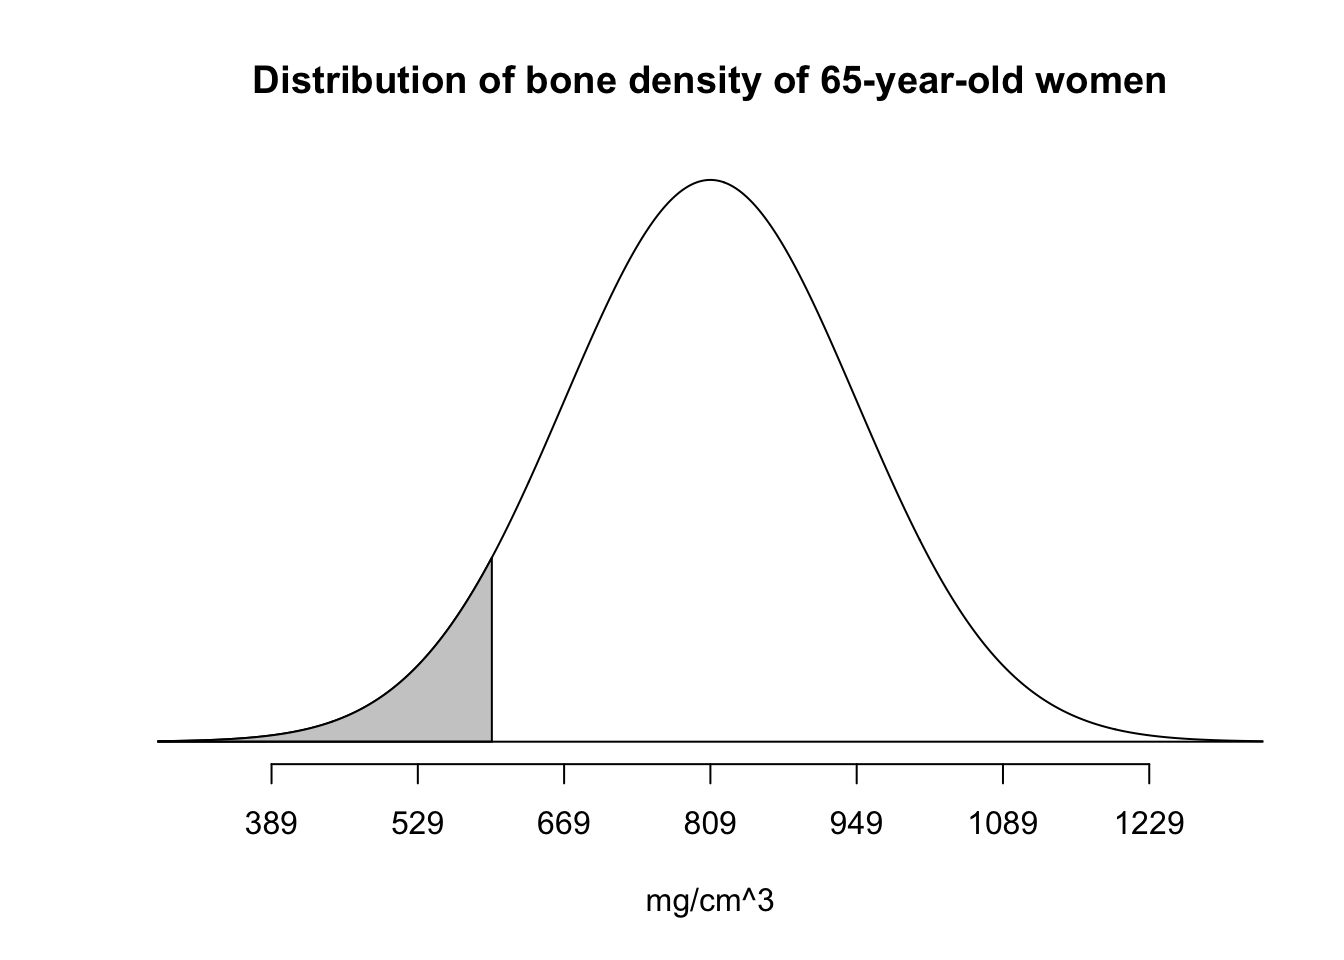 Distribution of bone density of 65-year-old women
389 529 669 809 949 1089 1229
mg/cm^3